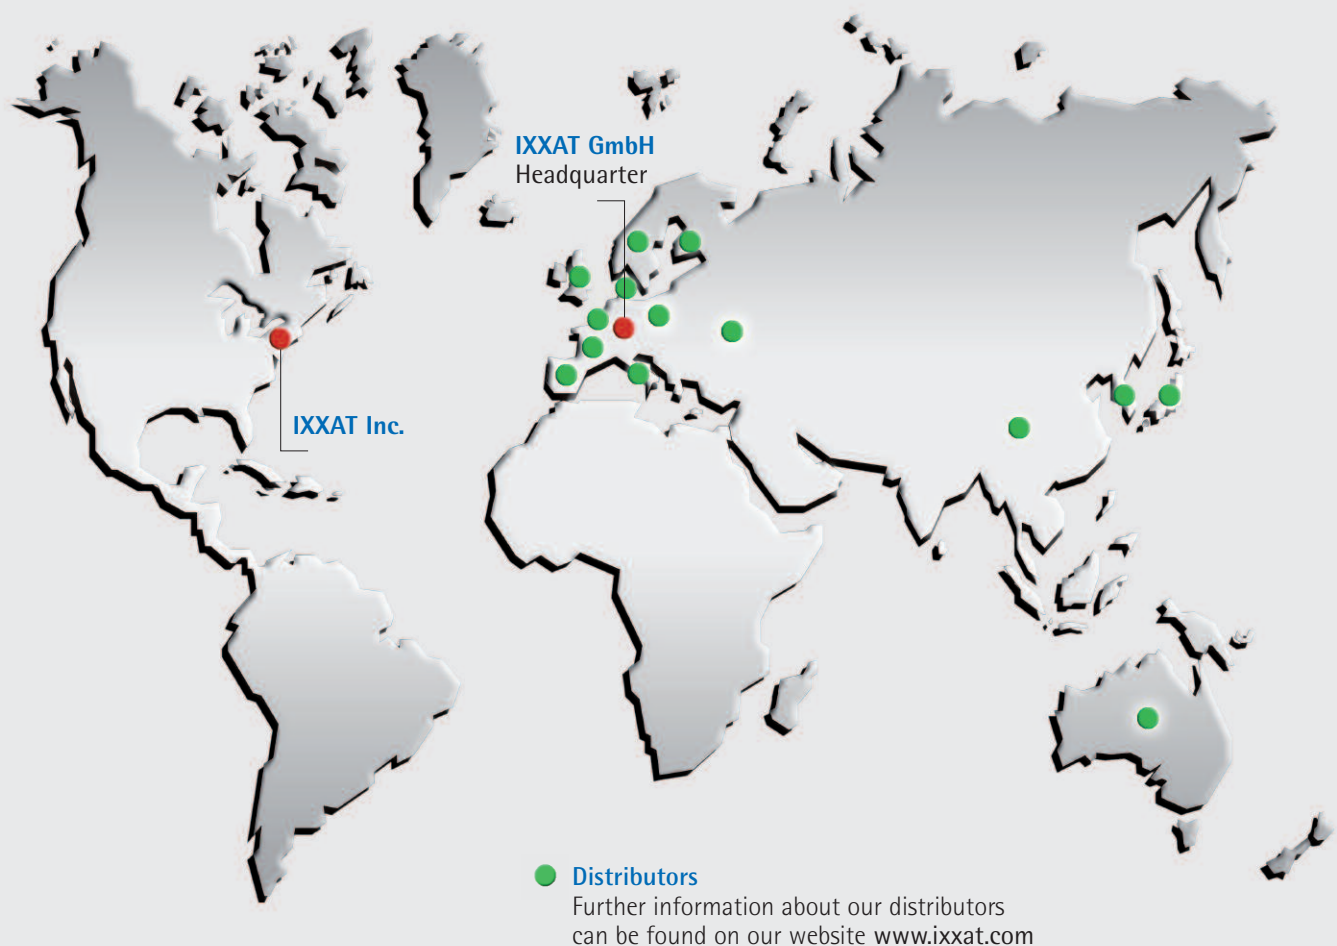 IXXAT GmbH
Headquarter
IXXAT Inc.
Distributors
Further information about our distributors
can be found on our website www.ixxat.com